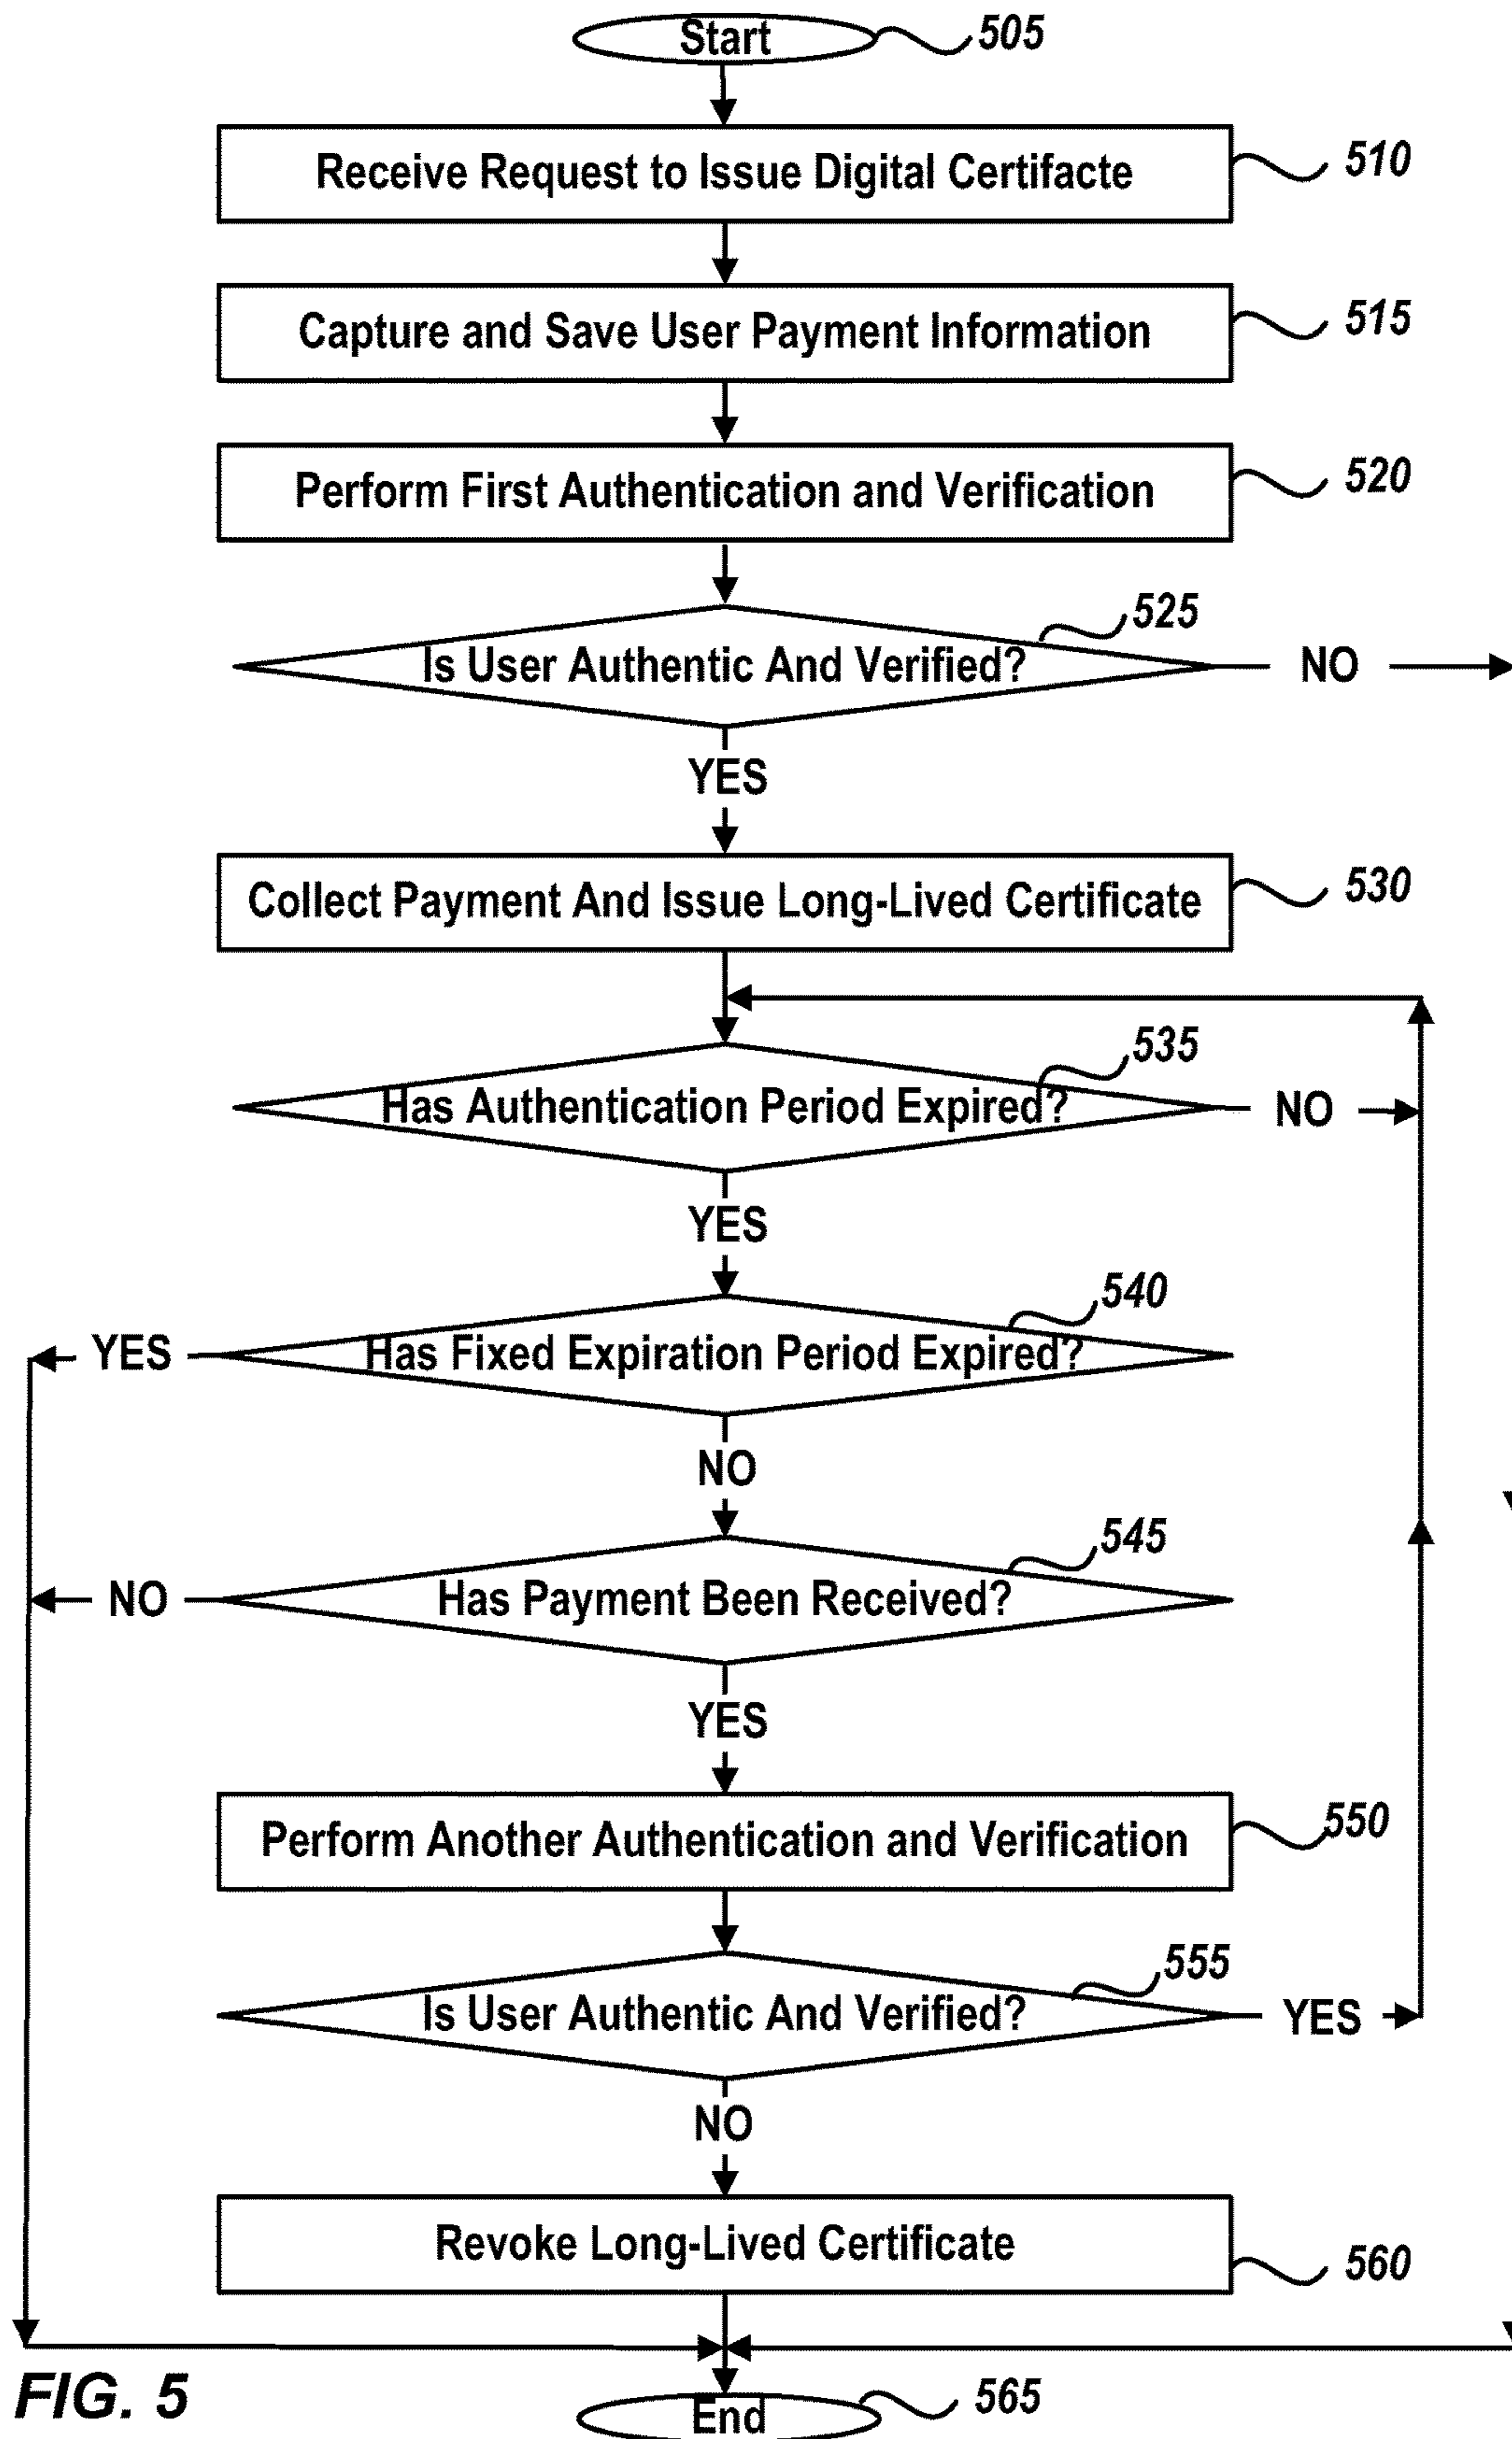 Start
505
Receive Request to Issue Digital Certifacte
510
Capture and Save User Payment Information
515
Perform First Authentication and Verification
520
525
Is User Authentic And Verified?
NO
YES
Collect Payment And Issue Long-Lived Certificate
530
535
Has Authentication Period Expired?
NO
YES
540
YES
Has Fixed Expiration Period Expired?
NO
545
NO
Has Payment Been Received?
YES
Perform Another Authentication and Verification
550
555
Is User Authentic And Verified?
YES
NO
Revoke Long-Lived Certificate
560
FIG. 5
End
565